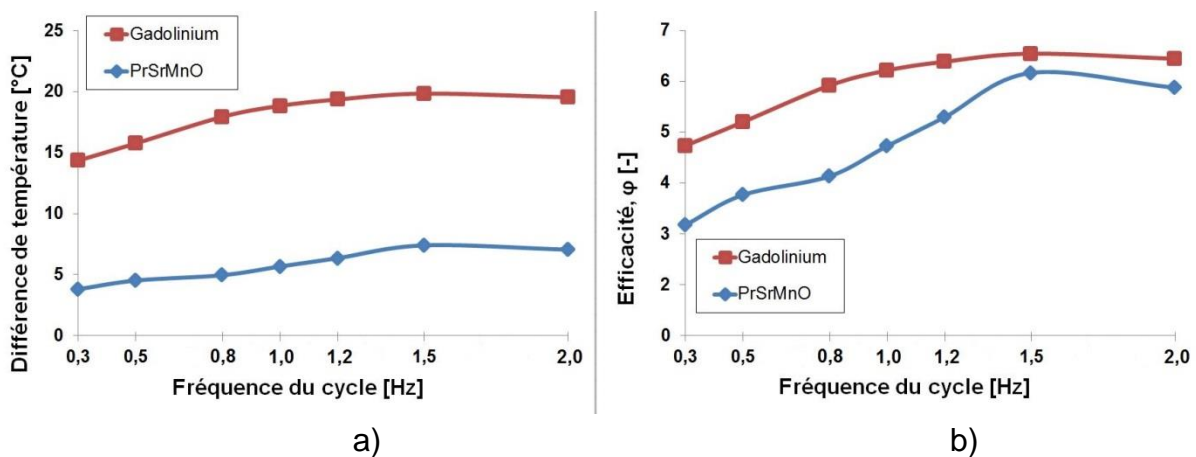 25
20
15
10
5
0
Différence de température [°C]
Gadolinium
PrSrMnO
0,3 0,5 0,8 1,0 1,2 1,5 2,0
Fréquence du cycle [Hz]
a)
7
6
5
4
3
2
0
Efficacité, φ [-]
Gadolinium
PrSrMnO
0,3 0,5 0,8 1,0 1,2 1,5 2,0
Fréquence du cycle [Hz]
b)